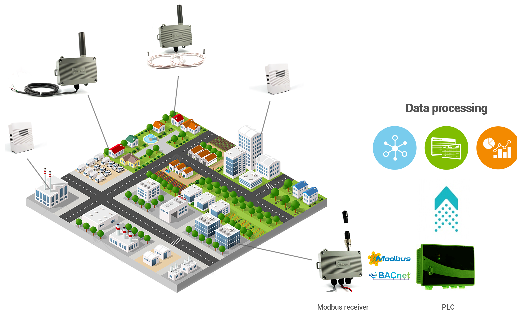 Data processing
Modbus
BACnet
Modbus receiver
PLC